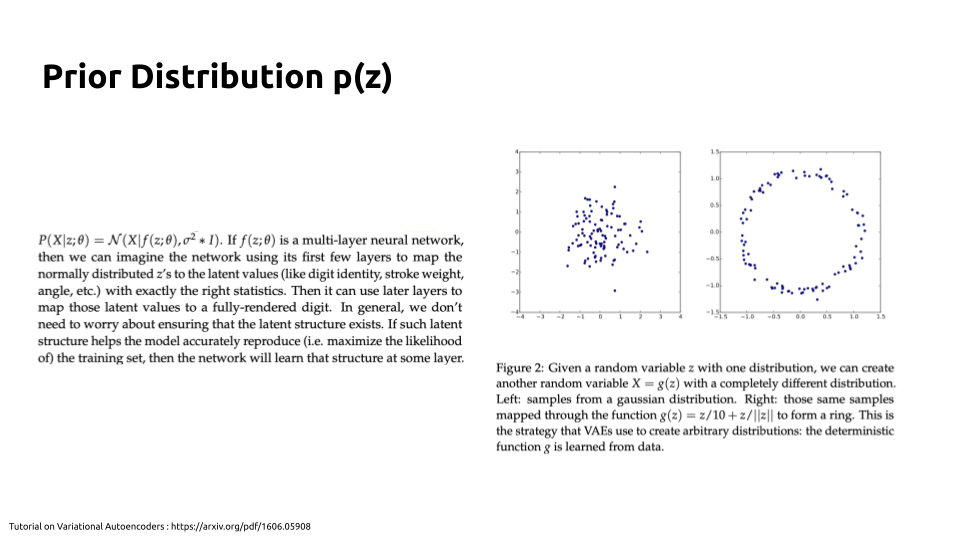 Prior Distribution p(z)
P(X|z;θ) = 𝒩(X|f(z;θ),σ² * I). If f(z;θ) is a multi-layer neural network,
then we can imagine the network using its first few layers to map the
normally distributed z's to the latent values (like digit identity, stroke weight,
angle, etc.) with exactly the right statistics. Then it can use later layers to
map those latent values to a fully-rendered digit. In general, we don't
need to worry about ensuring that the latent structure exists. If such latent
structure helps the model accurately reproduce (i.e. maximize the likelihood
of) the training set, then the network will learn that structure at some layer.
4
3
2
1
0
−1
−2
−3
−4
−4 −3 −2 −1 0 1 2 3 4
1.5
1.0
0.5
0.0
−0.5
−1.0
−1.5
−1.5 −1.0 −0.5 0.0 0.5 1.0 1.5
Figure 2: Given a random variable z with one distribution, we can create
another random variable X = g(z) with a completely different distribution.
Left: samples from a gaussian distribution. Right: those same samples
mapped through the function g(z) = z/10 + z/||z|| to form a ring. This is
the strategy that VAEs use to create arbitrary distributions: the deterministic
function g is learned from data.
Tutorial on Variational Autoencoders : https://arxiv.org/pdf/1606.05908